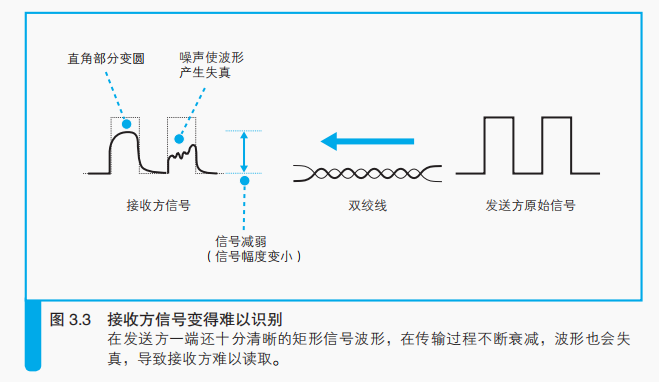 直角部分变圆
噪声使波形
产生失真
接收方信号
双绞线
发送方原始信号
信号减弱
（信号幅度变小）
图 3.3 接收方信号变得难以识别
在发送方一端还十分清晰的矩形信号波形，在传输过程不断衰减，波形也会失
真，导致接收方难以读取。